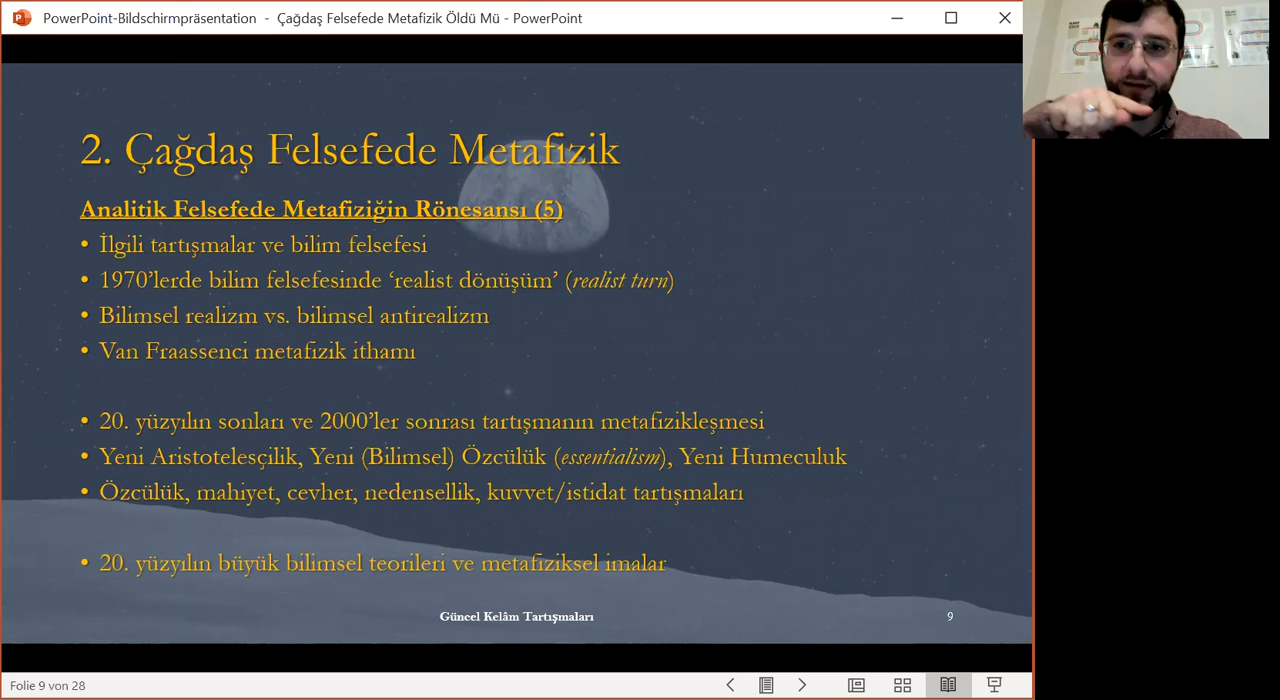 PowerPoint-Bildschirmpräsentation - Çağdaş Felsefede Metafizik Öldü Mü - PowerPoint
2. Çağdaş Felsefede Metafizik
Analitik Felsefede Metafiziğin Rönesansı (5)
• İlgili tartışmalar ve bilim felsefesi
• 1970’lerde bilim felsefesinde ‘realist dönüşüm’ (realist turn)
• Bilimsel realizm vs. bilimsel antirealizm
• Van Fraassenci metafizik ithamı
• 20. yüzyılın sonları ve 2000’ler sonrası tartışmanın metafizikleşmesi
• Yeni Aristotelesçilik, Yeni (Bilimsel) Özcülük (essentialism), Yeni Humeculuk
• Özcülük, mahiyet, cevher, nedensellik, kuvvet/istidat tartışmaları
• 20. yüzyılın büyük bilimsel teorileri ve metafiziksel imalar
Güncel Kelâm Tartışmaları
9
Folie 9 von 28